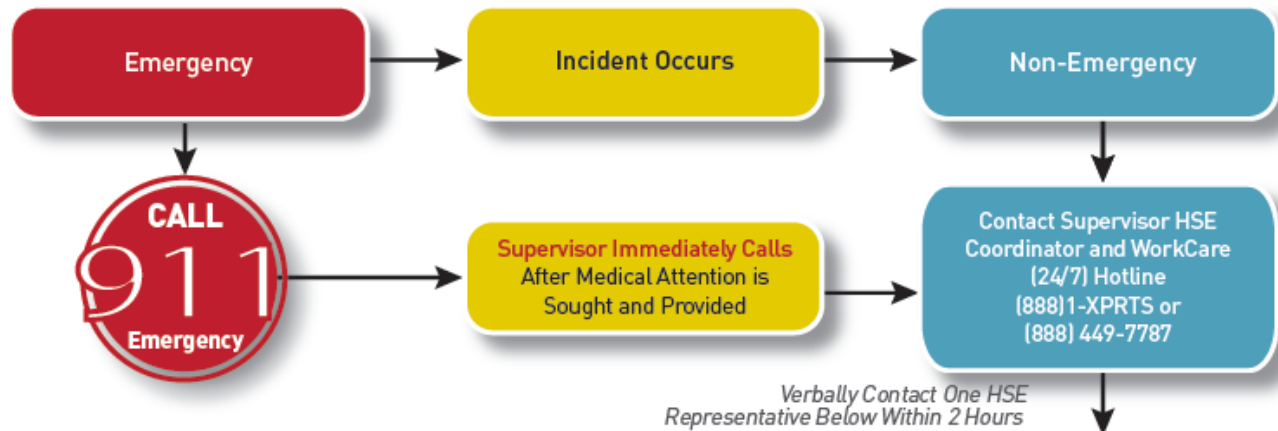 Emergency
Incident Occurs
Non-Emergency
CALL
911
Emergency
Supervisor Immediately Calls
After Medical Attention is
Sought and Provided
Contact Supervisor HSE
Coordinator and WorkCare
(24/7) Hotline
(888)1-XPRTS or
(888) 449-7787
Verbally Contact One HSE
Representative Below Within 2 Hours